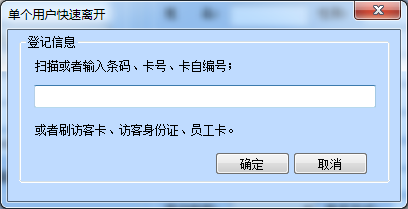 单个用户快速离开
登记信息
扫描或者输入条码、卡号、卡自编号；
或者刷访客卡、访客身份证、员工卡。
确定
取消